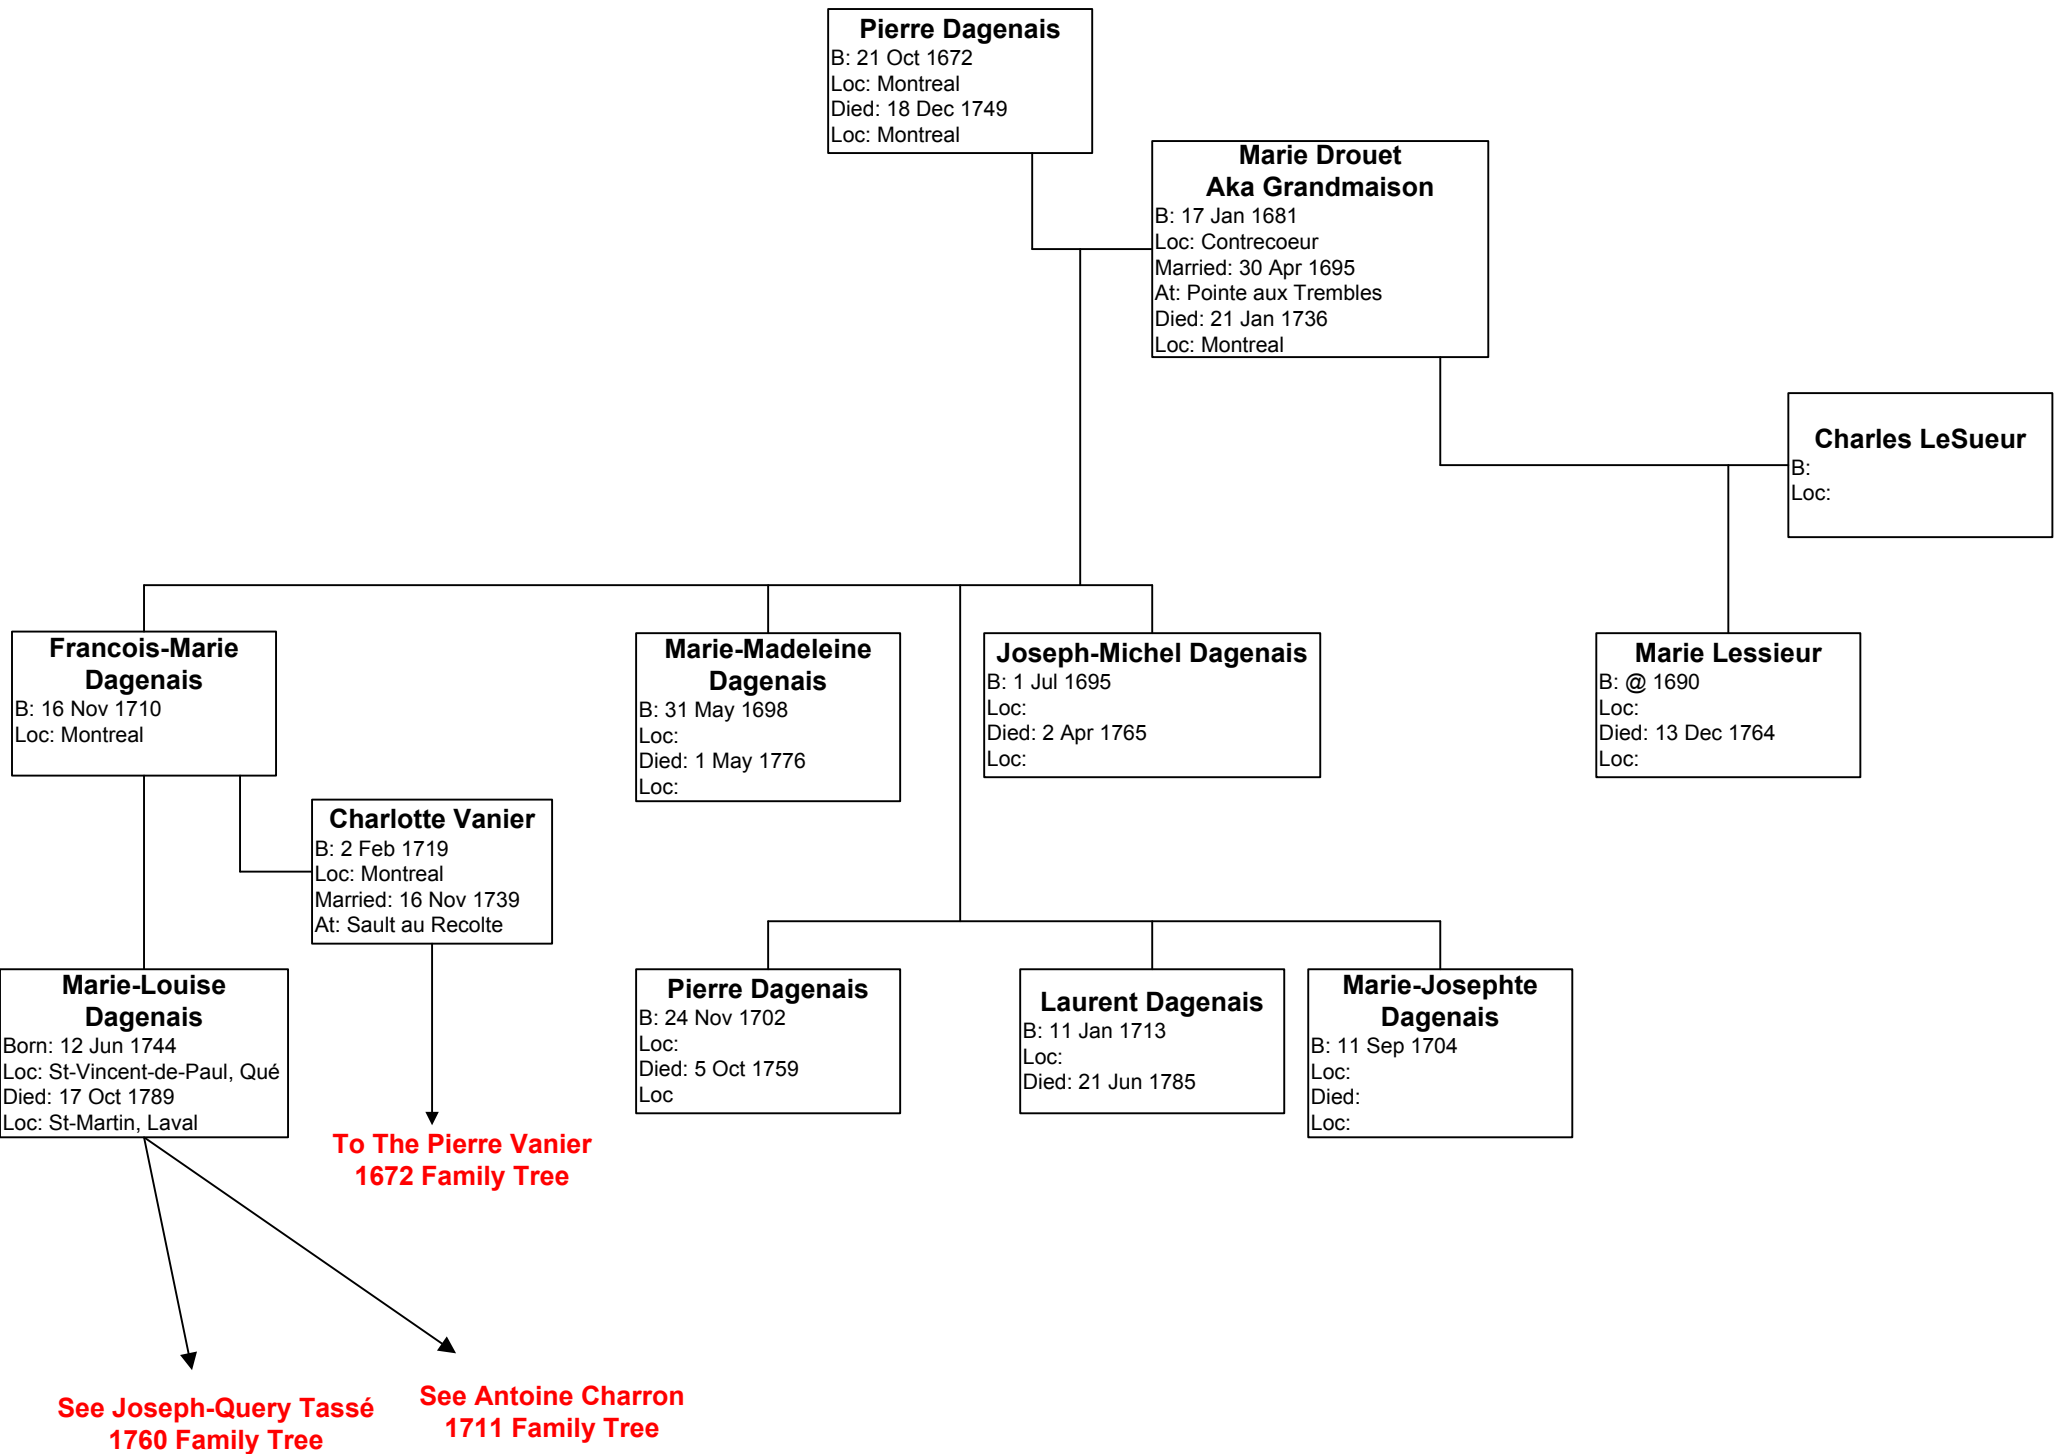 Pierre Dagenais
B: 21 Oct 1672
Loc: Montreal
Died: 18 Dec 1749
Loc: Montreal
Marie Drouet
Aka Grandmaison
B: 17 Jan 1681
Loc: Contrecoeur
Married: 30 Apr 1695
At: Pointe aux Trembles
Died: 21 Jan 1736
Loc: Montreal
Charles LeSueur
B:
Loc:
Francois-Marie
Dagenais
B: 16 Nov 1710
Loc: Montreal
Marie-Madeleine
Dagenais
B: 31 May 1698
Loc:
Died: 1 May 1776
Loc:
Joseph-Michel Dagenais
B: 1 Jul 1695
Loc:
Died: 2 Apr 1765
Loc:
Marie Lessieur
B: @ 1690
Loc:
Died: 13 Dec 1764
Loc:
Charlotte Vanier
B: 2 Feb 1719
Loc: Montreal
Married: 16 Nov 1739
At: Sault au Recolte
Marie-Louise
Dagenais
Born: 12 Jun 1744
Loc: St-Vincent-de-Paul, Qué
Died: 17 Oct 1789
Loc: St-Martin, Laval
Pierre Dagenais
B: 24 Nov 1702
Loc:
Died: 5 Oct 1759
Loc
Laurent Dagenais
B: 11 Jan 1713
Loc:
Died: 21 Jun 1785
Marie-Josephte
Dagenais
B: 11 Sep 1704
Loc:
Died:
Loc:
To The Pierre Vanier
1672 Family Tree
See Joseph-Query Tassé
1760 Family Tree
See Antoine Charron
1711 Family Tree